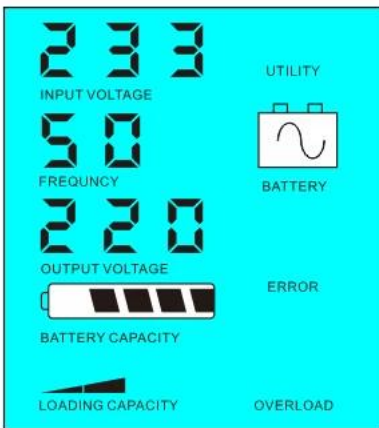 233
UTILITY
INPUT VOLTAGE
50
FREQUNCY
BATTERY
220
OUTPUT VOLTAGE
ERROR
BATTERY CAPACITY
LOADING CAPACITY
OVERLOAD